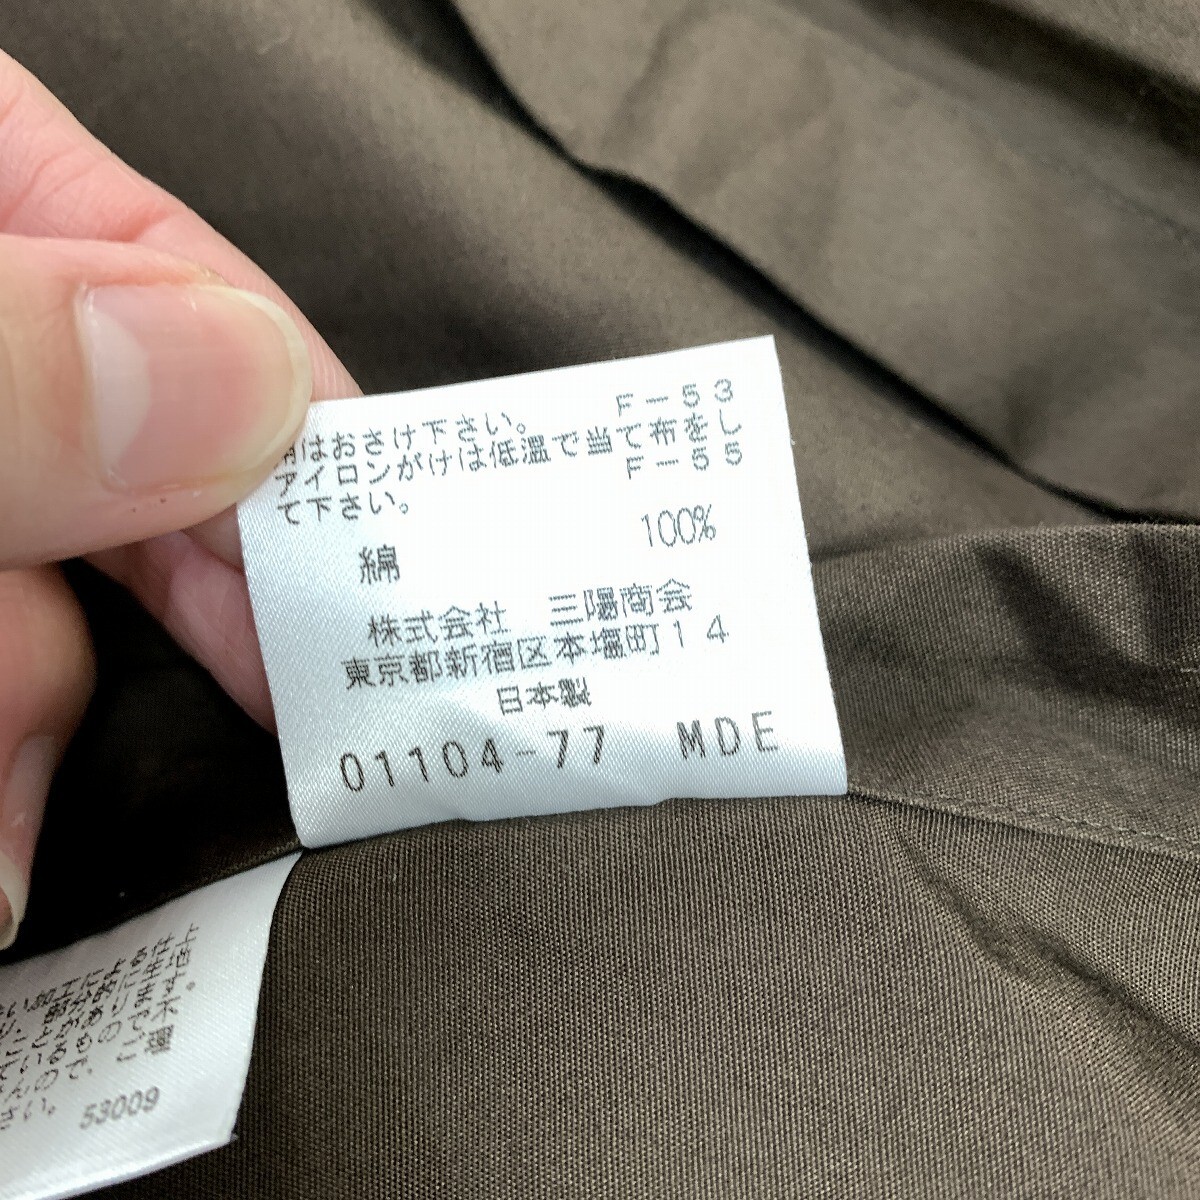 はおさけ下さい。 F－53
アイロンがけは低温で当て布をし
て下さい。 F－55
綿 100%
株式会社 三陽商会
東京都新宿区本塩町14
日本製
01104-77 MDE
さい。
53009